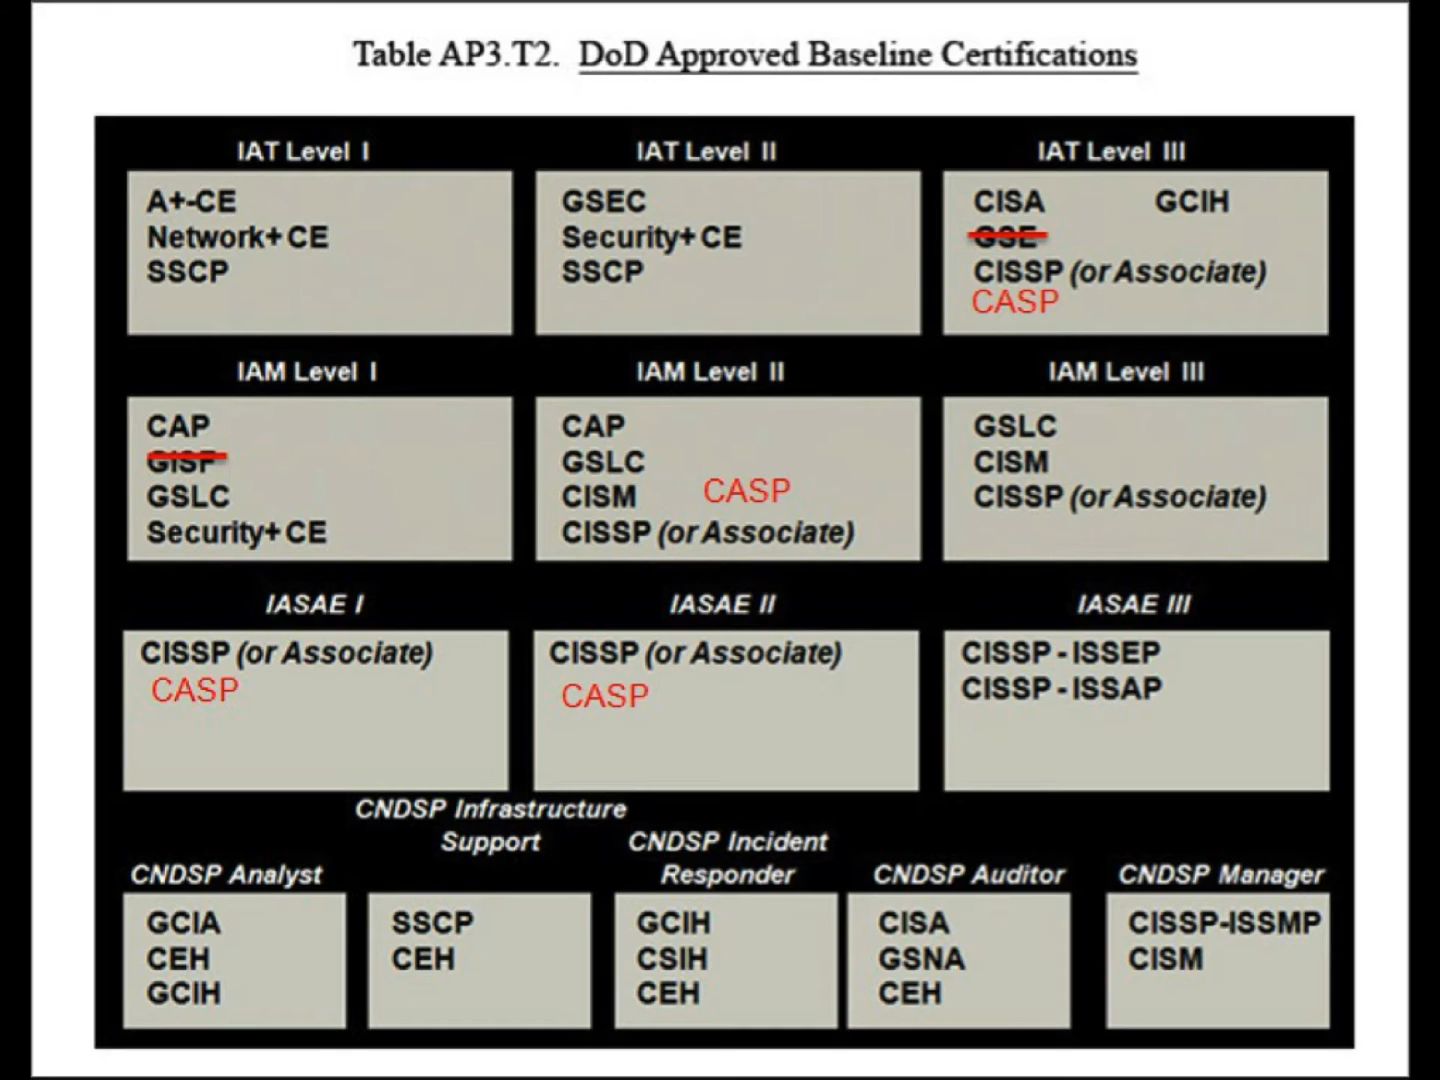 Table AP3.T2. DoD Approved Baseline Certifications
IAT Level I
A+-CE
Network+ CE
SSCP
IAT Level II
GSEC
Security+ CE
SSCP
IAT Level III
CISA GCIH
GSE
CISSP (or Associate)
CASP
IAM Level I
CAP
GISF
GSLC
Security+ CE
IAM Level II
CAP
GSLC
CISM CASP
CISSP (or Associate)
IAM Level III
GSLC
CISM
CISSP (or Associate)
IASAE I
CISSP (or Associate)
CASP
IASAE II
CISSP (or Associate)
CASP
IASAE III
CISSP - ISSEP
CISSP - ISSAP
CNDSP Analyst
GCIA
CEH
GCIH
CNDSP Infrastructure
Support
SSCP
CEH
CNDSP Incident
Responder
GCIH
CSIH
CEH
CNDSP Auditor
CISA
GSNA
CEH
CNDSP Manager
CISSP-ISSMP
CISM